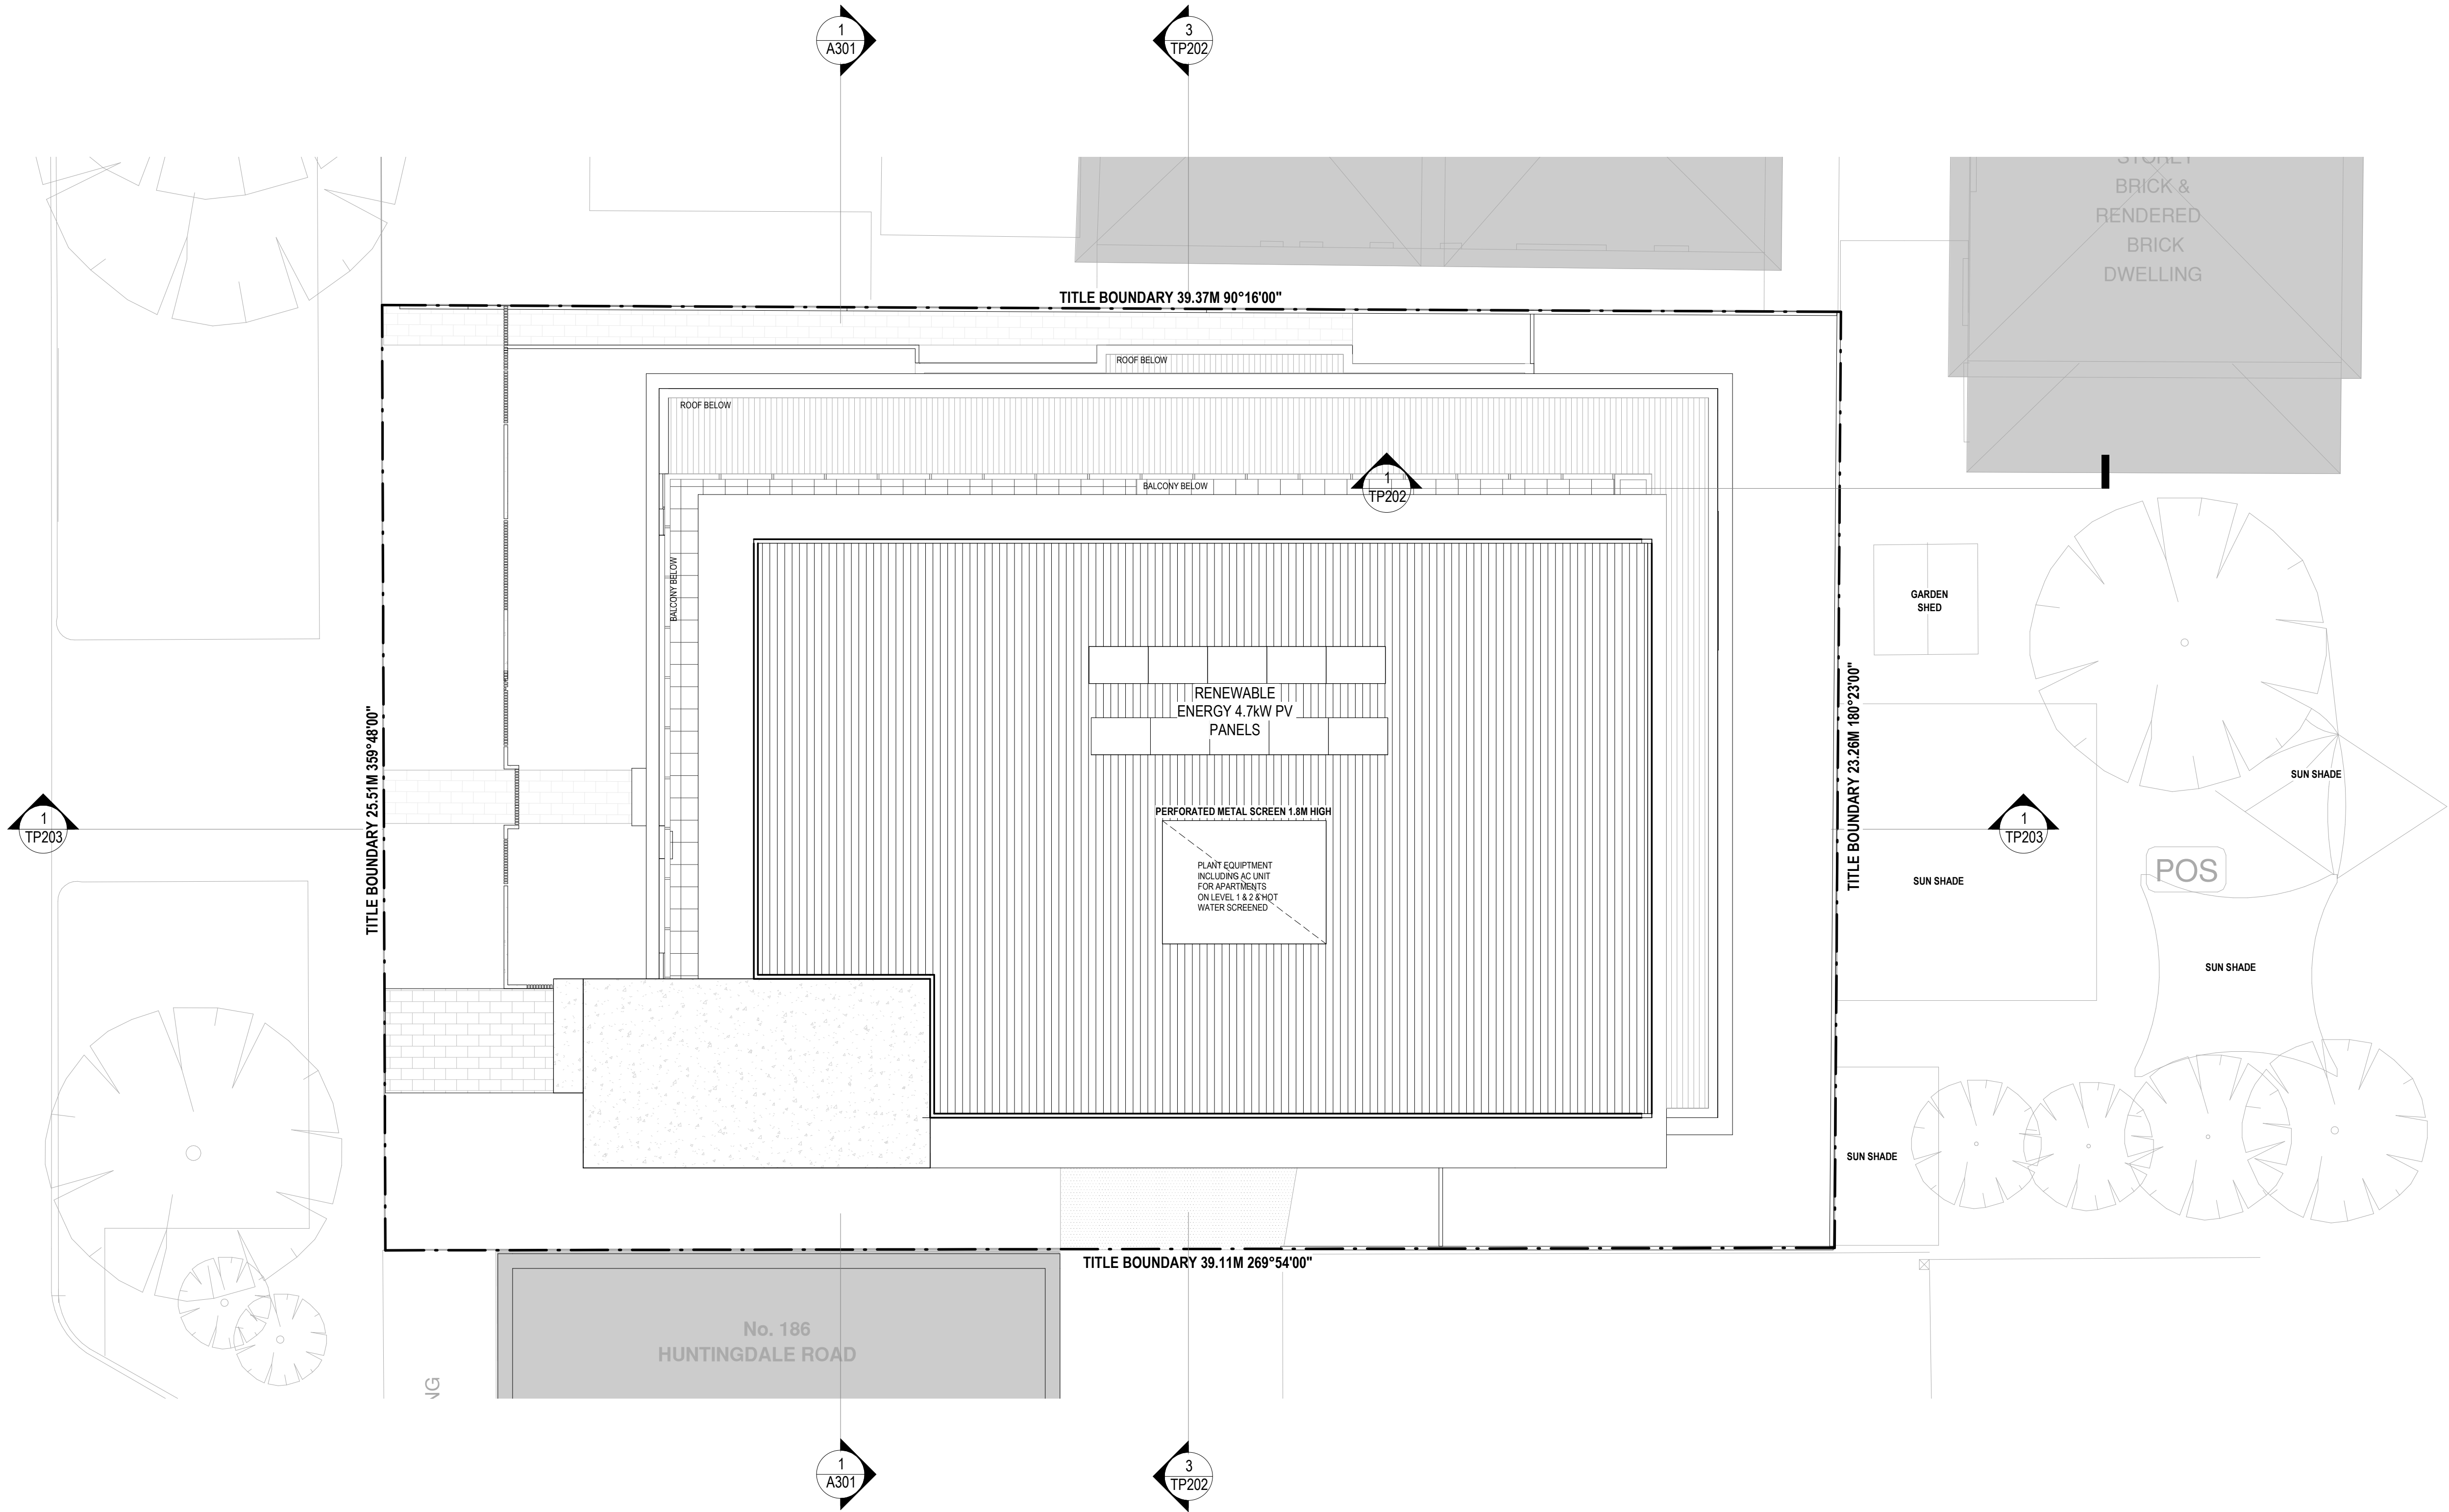 1
A301
3
TP202
STOREY
BRICK &
RENDERED
BRICK
DWELLING
TITLE BOUNDARY 39.37M 90°16'00"
ROOF BELOW
ROOF BELOW
1
TP202
BALCONY BELOW
BALCONY BELOW
GARDEN
SHED
RENEWABLE
ENERGY 4.7kW PV
PANELS
TITLE BOUNDARY 25.51M 359°48'00"
TITLE BOUNDARY 23.26M 180°23'00"
SUN SHADE
1
TP203
PERFORATED METAL SCREEN 1.8M HIGH
1
TP203
PLANT EQUIPTMENT
INCLUDING AC UNIT
FOR APARTMENTS
ON LEVEL 1 & 2 & HOT
WATER SCREENED
POS
SUN SHADE
SUN SHADE
SUN SHADE
TITLE BOUNDARY 39.11M 269°54'00"
No. 186
HUNTINGDALE ROAD
NG
1
A301
3
TP202